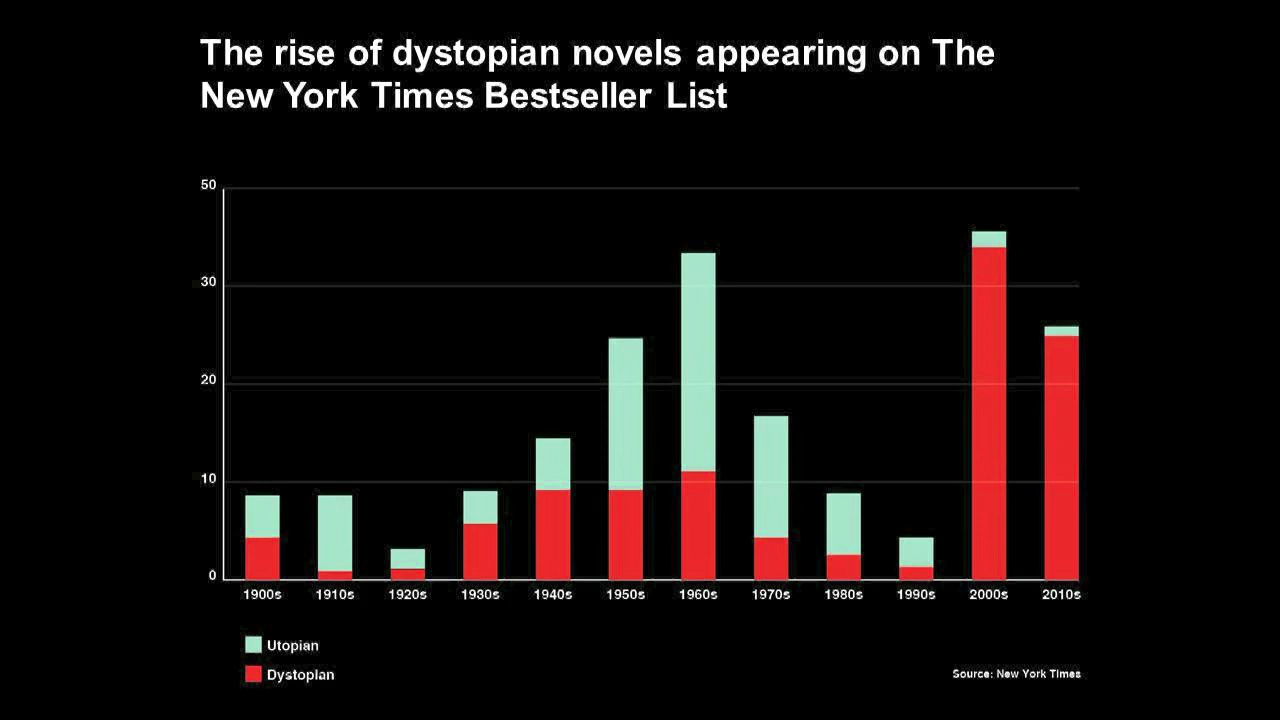 The rise of dystopian novels appearing on The
New York Times Bestseller List
50
30
20
10
0
1900s 1910s 1920s 1930s 1940s 1950s 1960s 1970s 1980s 1990s 2000s 2010s
Utopian
Dystopian
Source: New York Times